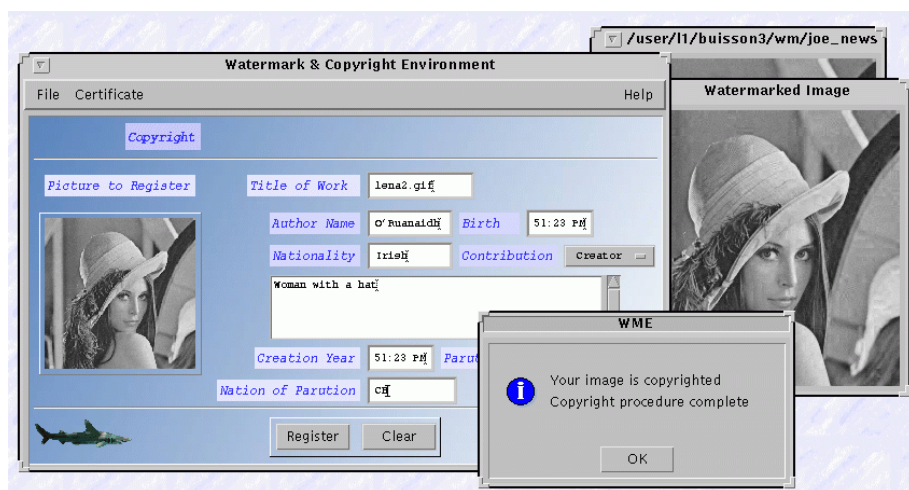 /user/l1/buisson3/wm/joe_news
Watermark & Copyright Environment
Watermarked Image
File Certificate Help
Copyright
Picture to Register
Title of Work lena2.gif
Author Name O'Ruanaidh Birth 51:23 PM
Nationality Irish Contribution Creator
Woman with a hat
WME
Creation Year 51:23 PM Parut
Your image is copyrighted
Copyright procedure complete
Nation of Parution CH
Register Clear
OK